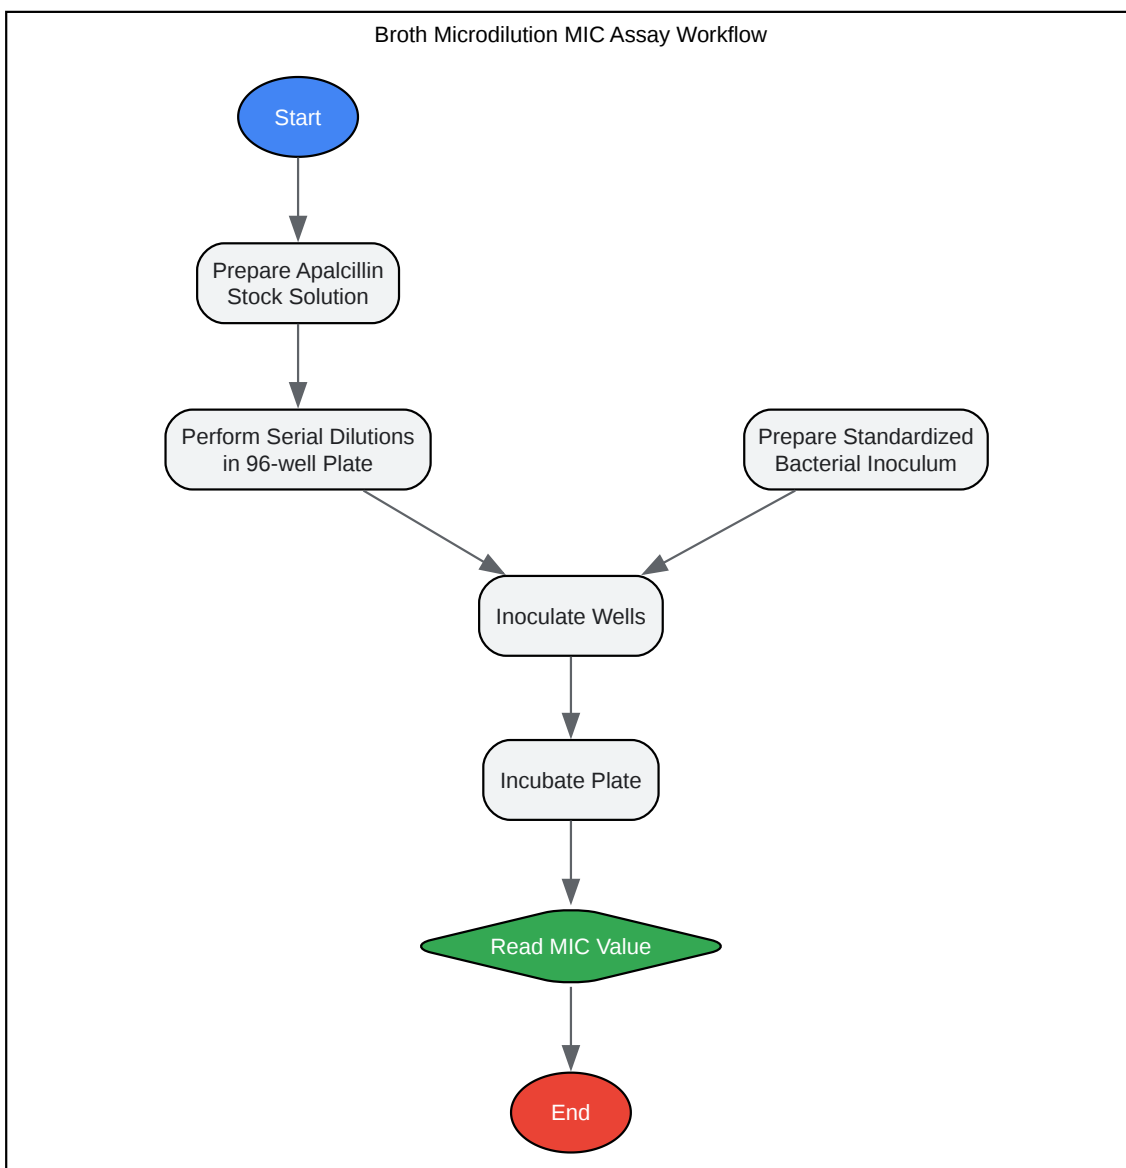 Broth Microdilution MIC Assay Workflow
Start
Prepare Apalcillin
Stock Solution
Perform Serial Dilutions
in 96-well Plate
Prepare Standardized
Bacterial Inoculum
Inoculate Wells
Incubate Plate
Read MIC Value
End